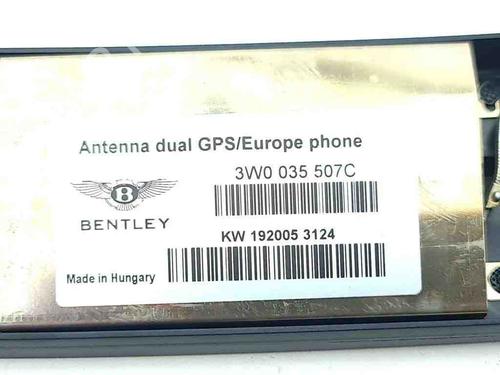 Antenna dual GPS/Europe phone
3W0 035 507C
B
BENTLEY
KW 192005 3124
Made in Hungary